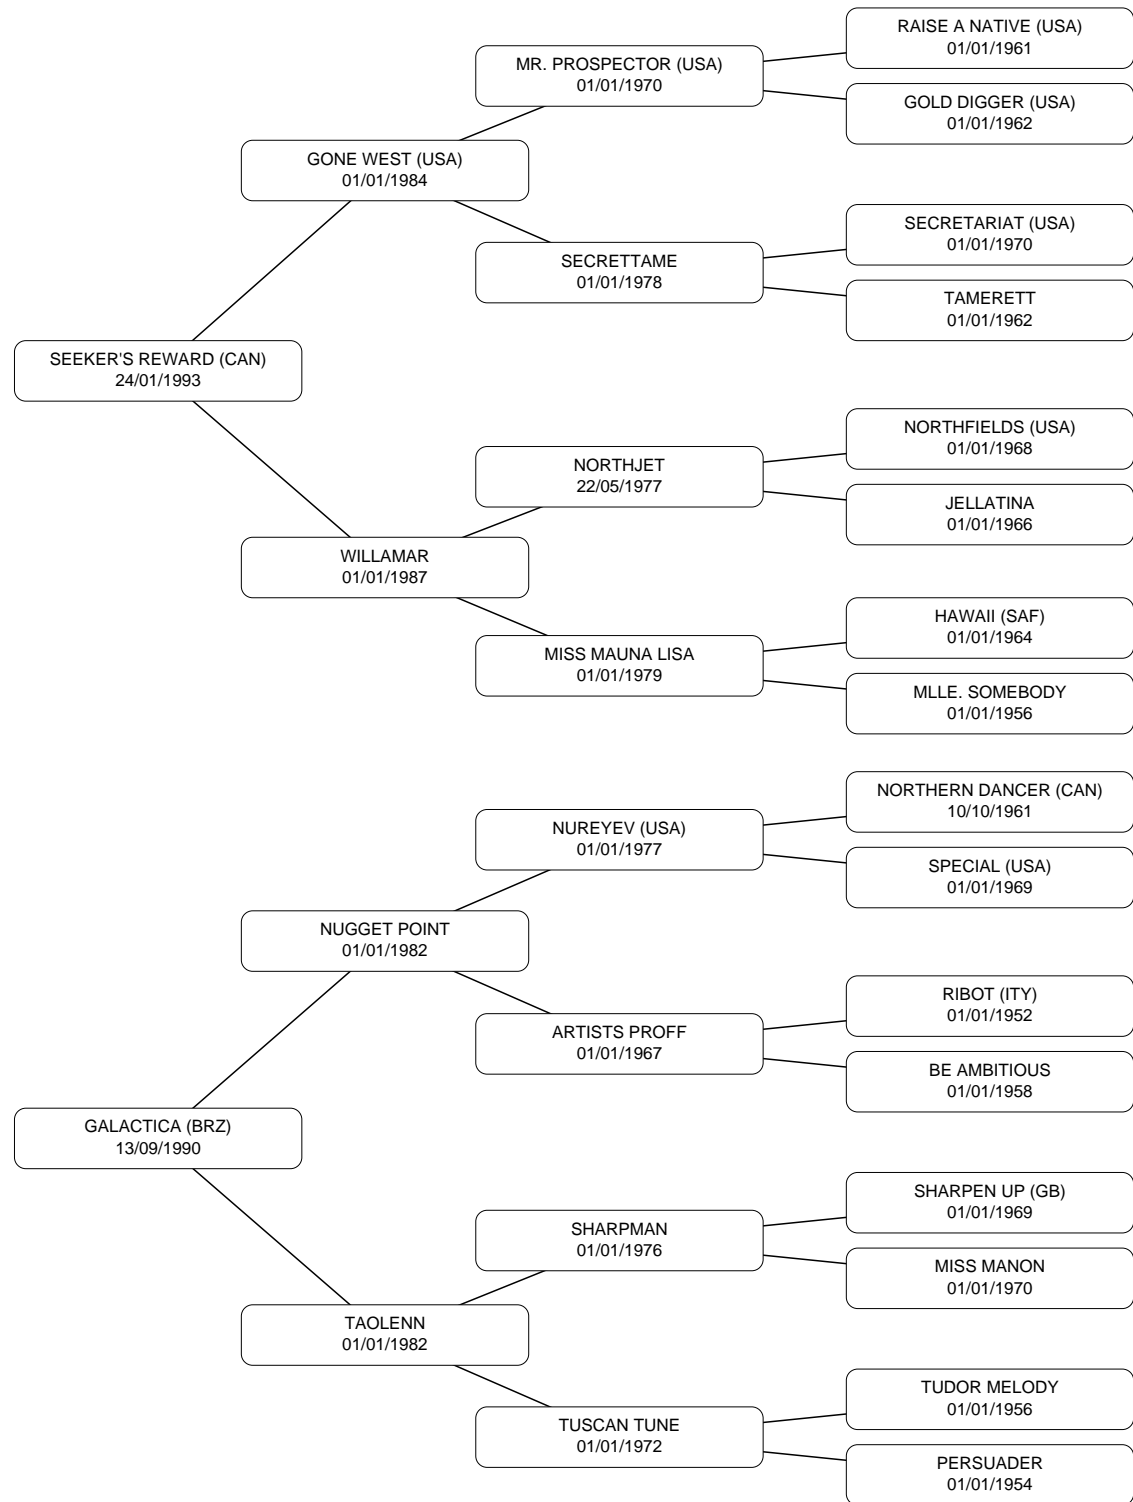 RAISE A NATIVE (USA)
01/01/1961
MR. PROSPECTOR (USA)
01/01/1970
GOLD DIGGER (USA)
01/01/1962
GONE WEST (USA)
01/01/1984
SECRETARIAT (USA)
01/01/1970
SECRETTAME
01/01/1978
TAMERETT
01/01/1962
SEEKER'S REWARD (CAN)
24/01/1993
NORTHFIELDS (USA)
01/01/1968
NORTHJET
22/05/1977
JELLATINA
01/01/1966
WILLAMAR
01/01/1987
HAWAII (SAF)
01/01/1964
MISS MAUNA LISA
01/01/1979
MLLE. SOMEBODY
01/01/1956
NORTHERN DANCER (CAN)
10/10/1961
NUREYEV (USA)
01/01/1977
SPECIAL (USA)
01/01/1969
NUGGET POINT
01/01/1982
RIBOT (ITY)
01/01/1952
ARTISTS PROFF
01/01/1967
BE AMBITIOUS
01/01/1958
GALACTICA (BRZ)
13/09/1990
SHARPEN UP (GB)
01/01/1969
SHARPMAN
01/01/1976
MISS MANON
01/01/1970
TAOLENN
01/01/1982
TUDOR MELODY
01/01/1956
TUSCAN TUNE
01/01/1972
PERSUADER
01/01/1954